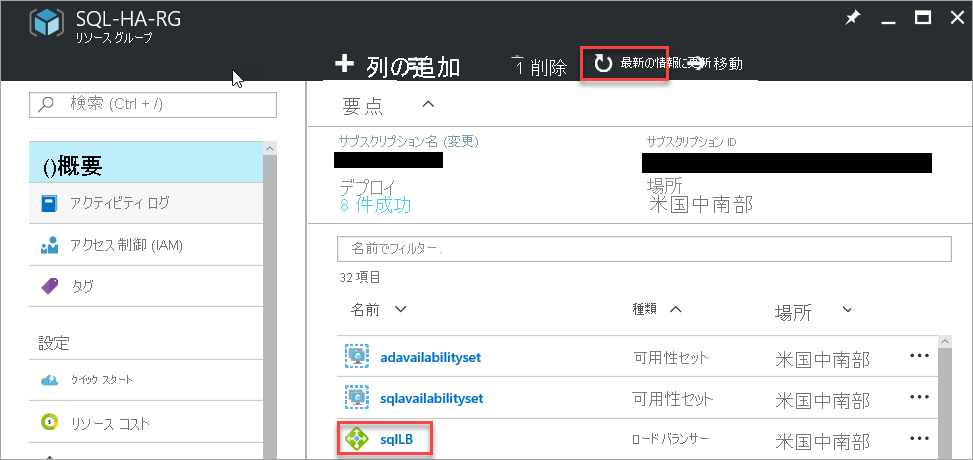 SQL-HA-RG
リソース グループ
列の追加 削除 最新の情報に更新 移動
検索 (Ctrl + /)
要点
()概要
サブスクリプション名 (変更) サブスクリプション ID
アクティビティ ログ
デプロイ 場所
8 件成功 米国中南部
アクセス制御 (IAM)
名前でフィルター.
32 項目
タグ
名前 種類 場所
設定
adavailabilityset 可用性セット 米国中南部 ...
クイック スタート
sqlavailabilityset 可用性セット 米国中南部 ...
リソース コスト
sqlLB ロード バランサー 米国中南部 ...